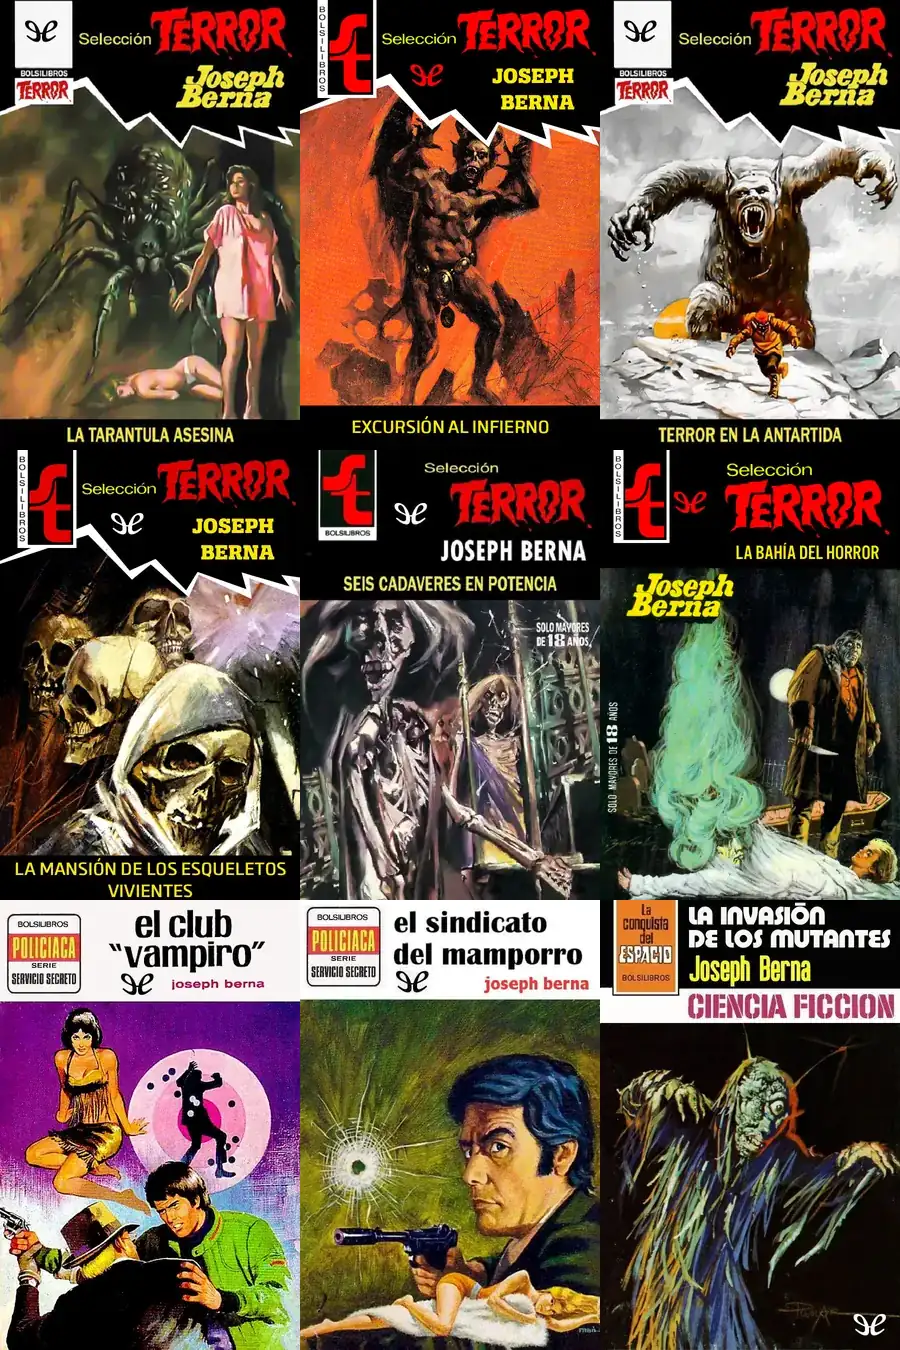 Selección TERROR
Joseph
Berna
BOLSILIBROS
TERROR
LA TARANTULA ASESINA
BOLSILIBROS
Selección TERROR
JOSEPH
BERNA
EXCURSIÓN AL INFIERNO
Selección TERROR
Joseph
Berna
BOLSILIBROS
TERROR
TERROR EN LA ANTARTIDA
BOLSILIBROS
Selección TERROR
JOSEPH
BERNA
LA MANSIÓN DE LOS ESQUELETOS
VIVIENTES
BOLSILIBROS
Selección
TERROR
JOSEPH BERNA
SEIS CADAVERES EN POTENCIA
SOLO MAYORES
DE 18 AÑOS
BOLSILIBROS
Selección
TERROR
LA BAHÍA DEL HORROR
Joseph
Berna
SOLO MAYORES DE 18 AÑOS
BOLSILIBROS
POLICIACA
SERIE
SERVICIO SECRETO
el club
"vampiro"
joseph berna
BOLSILIBROS
POLICIACA
SERIE
SERVICIO SECRETO
el sindicato
del mamporro
joseph berna
La
conquista
del
ESPACIO
BOLSILIBROS
LA INVASIÓN
DE LOS MUTANTES
Joseph Berna
CIENCIA FICCION